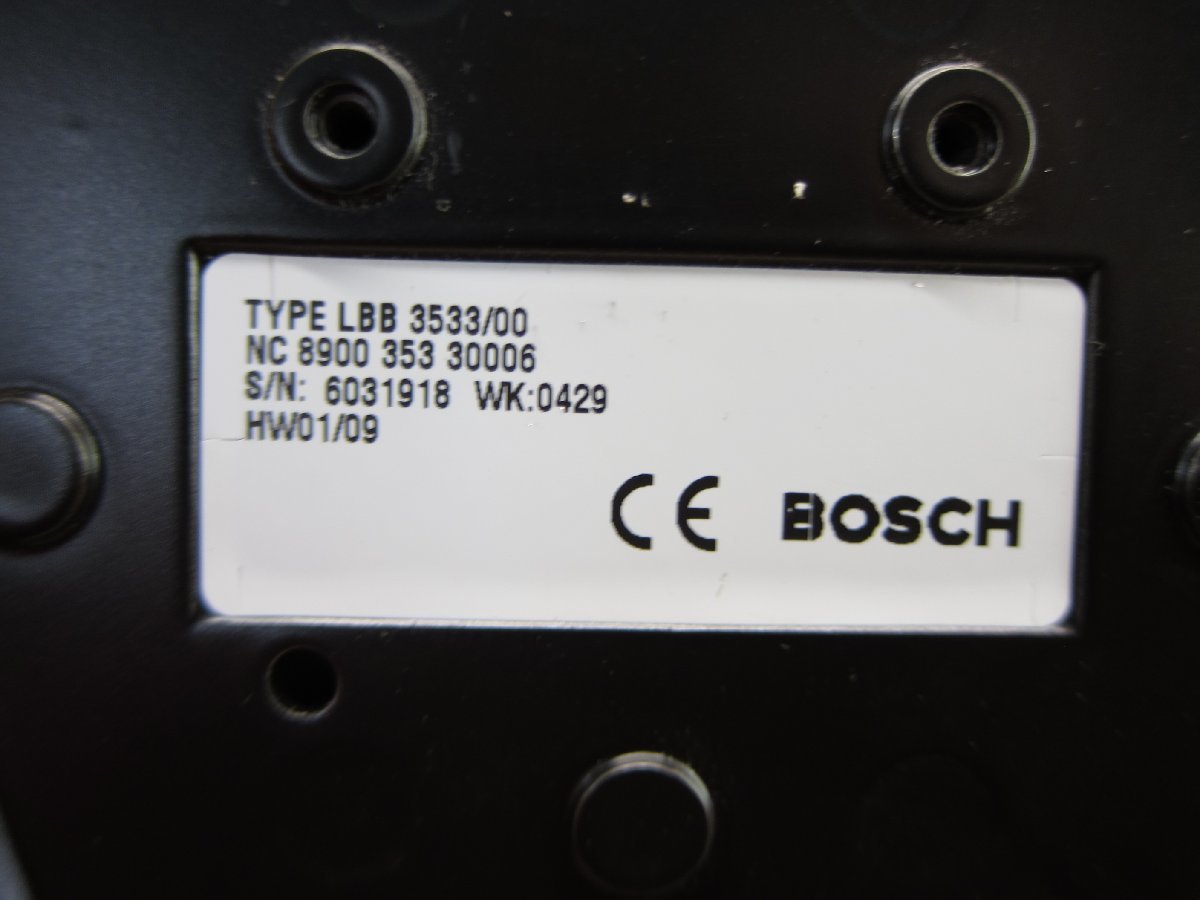 TYPE LBB 3533/00
NC 8900 353 30006
S/N: 6031918 WK:0429
HW01/09
CE BOSCH